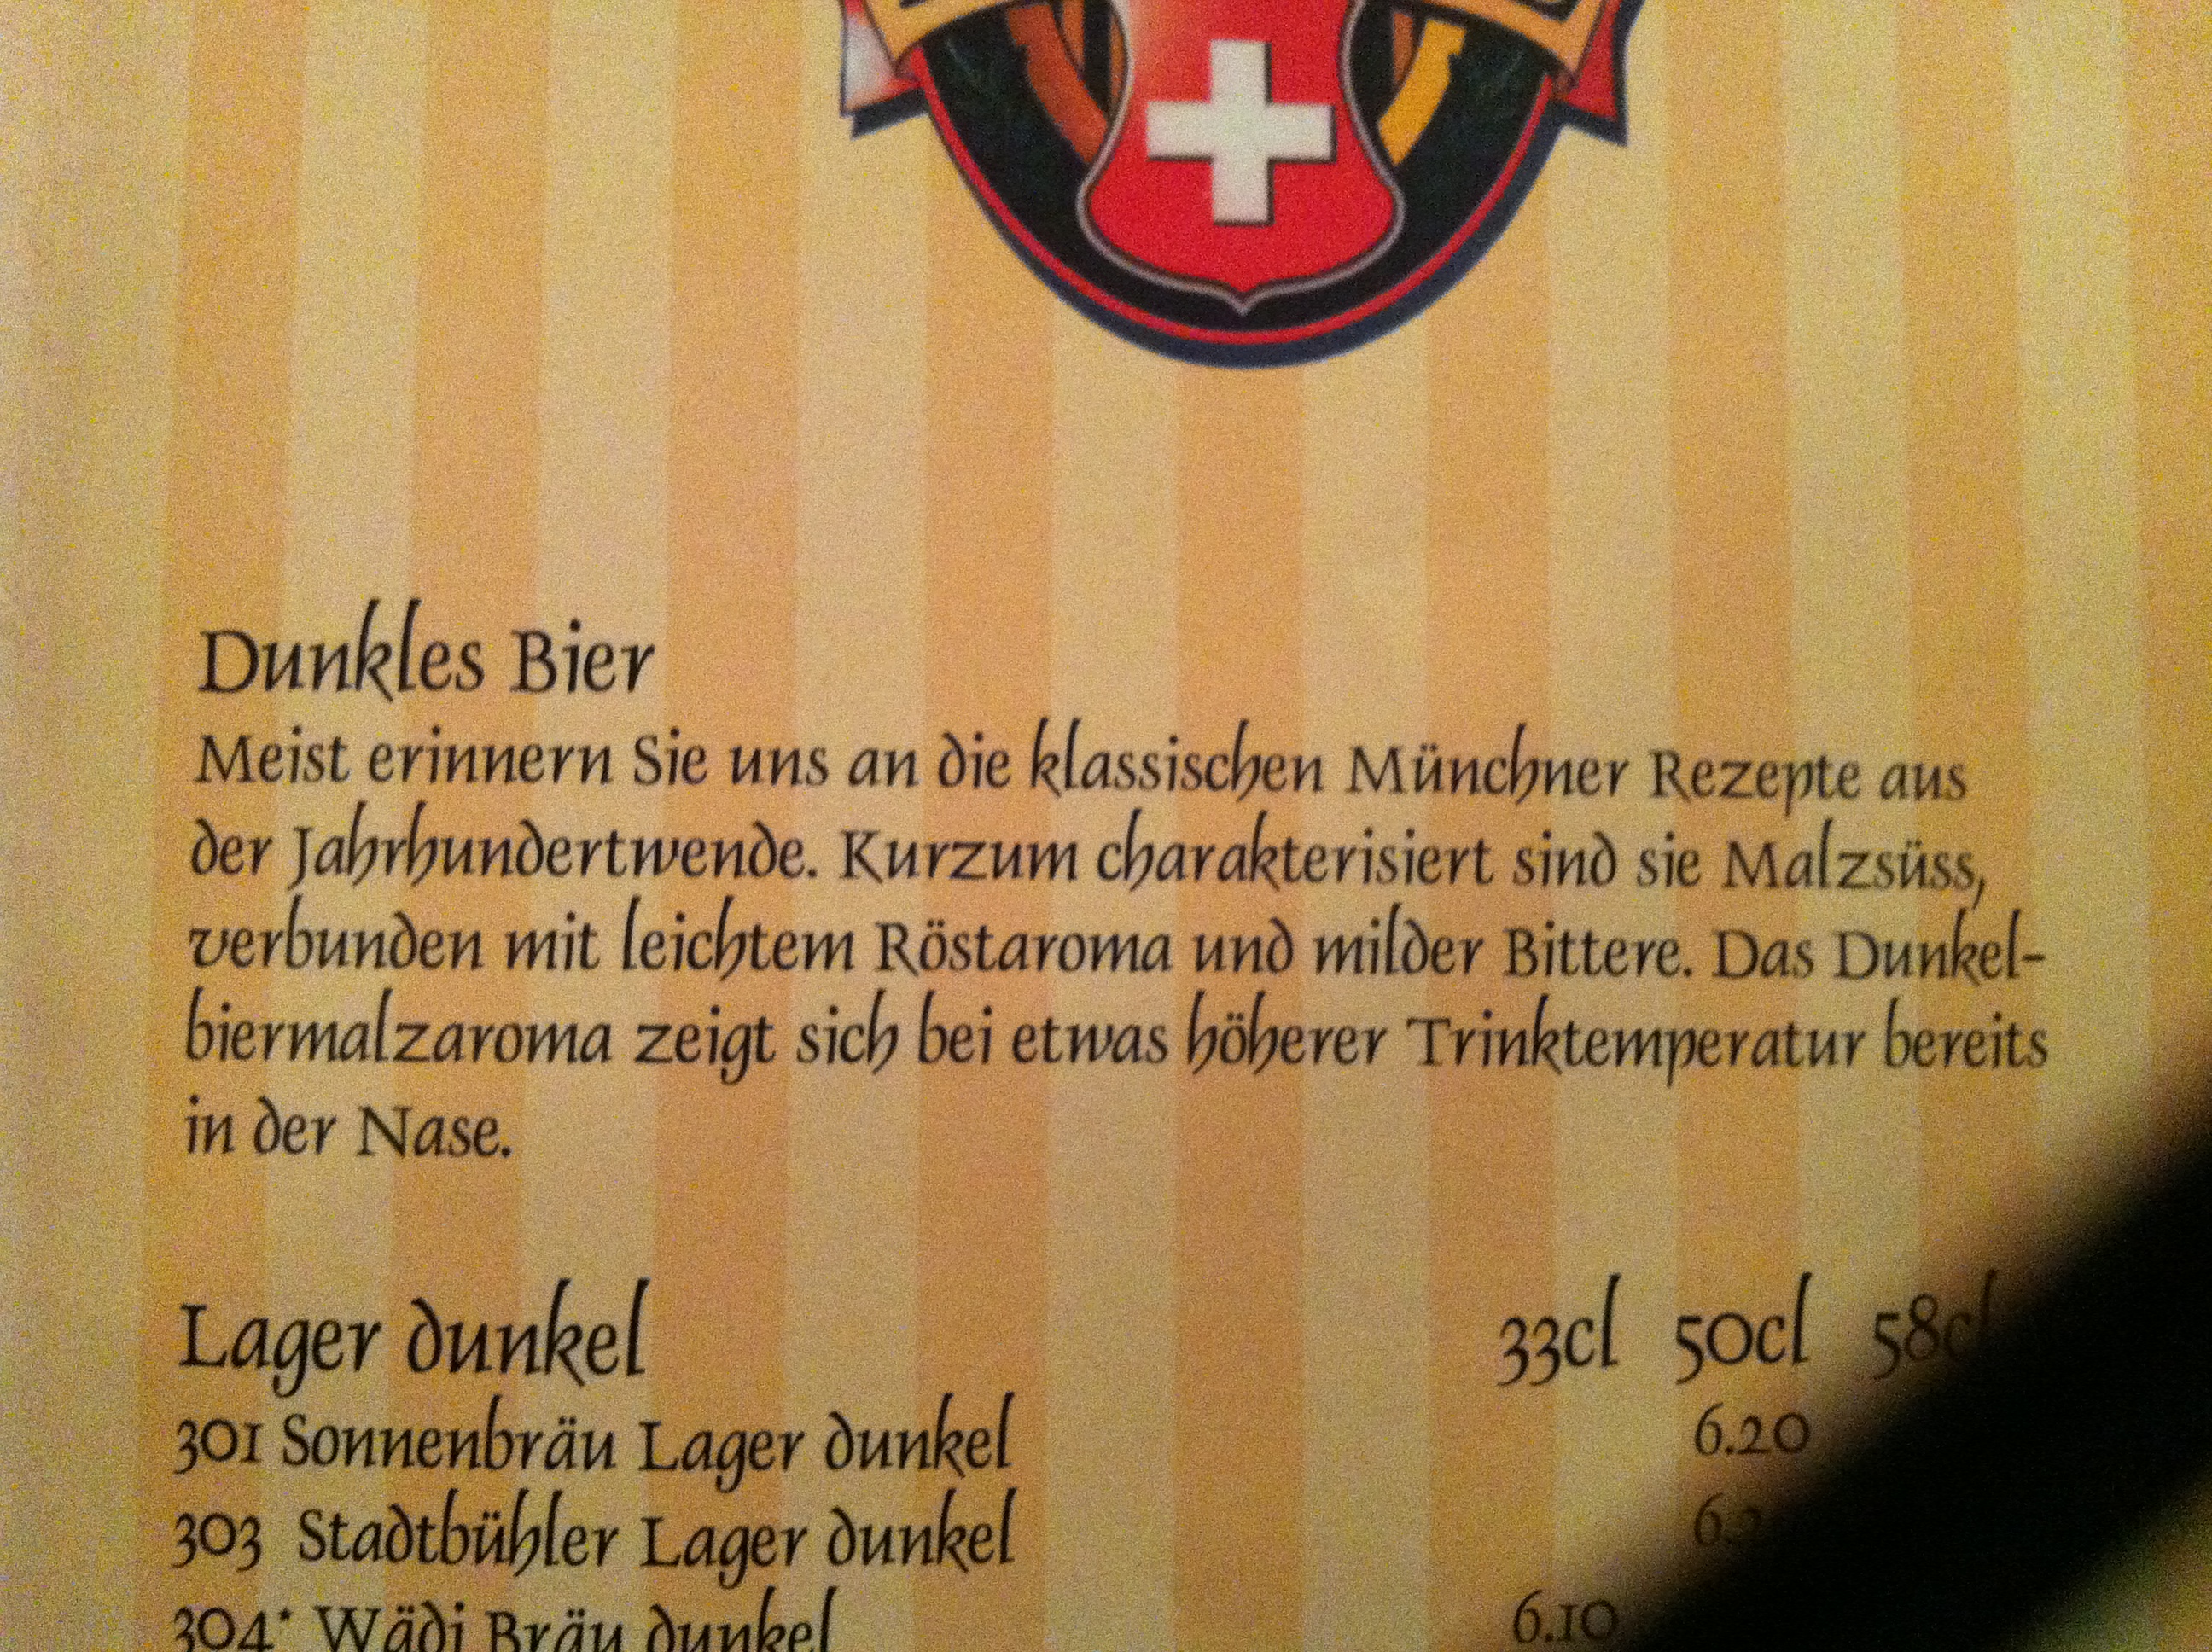 Dunkles Bier
Meist erinnern Sie uns an die klassischen Münchner Rezepte aus
der Jahrhundertwende. Kurzum charakterisiert sind sie Malzsüss,
verbunden mit leichtem Röstaroma und milder Bittere. Das Dunkel-
biermalzaroma zeigt sich bei etwas höherer Trinktemperatur bereits
in der Nase.
Lager dunkel 33cl 50cl 58cl
301 Sonnenbräu Lager dunkel 6.20
303 Stadtbühler Lager dunkel
304* Wädi Bräu dunkel 6.10